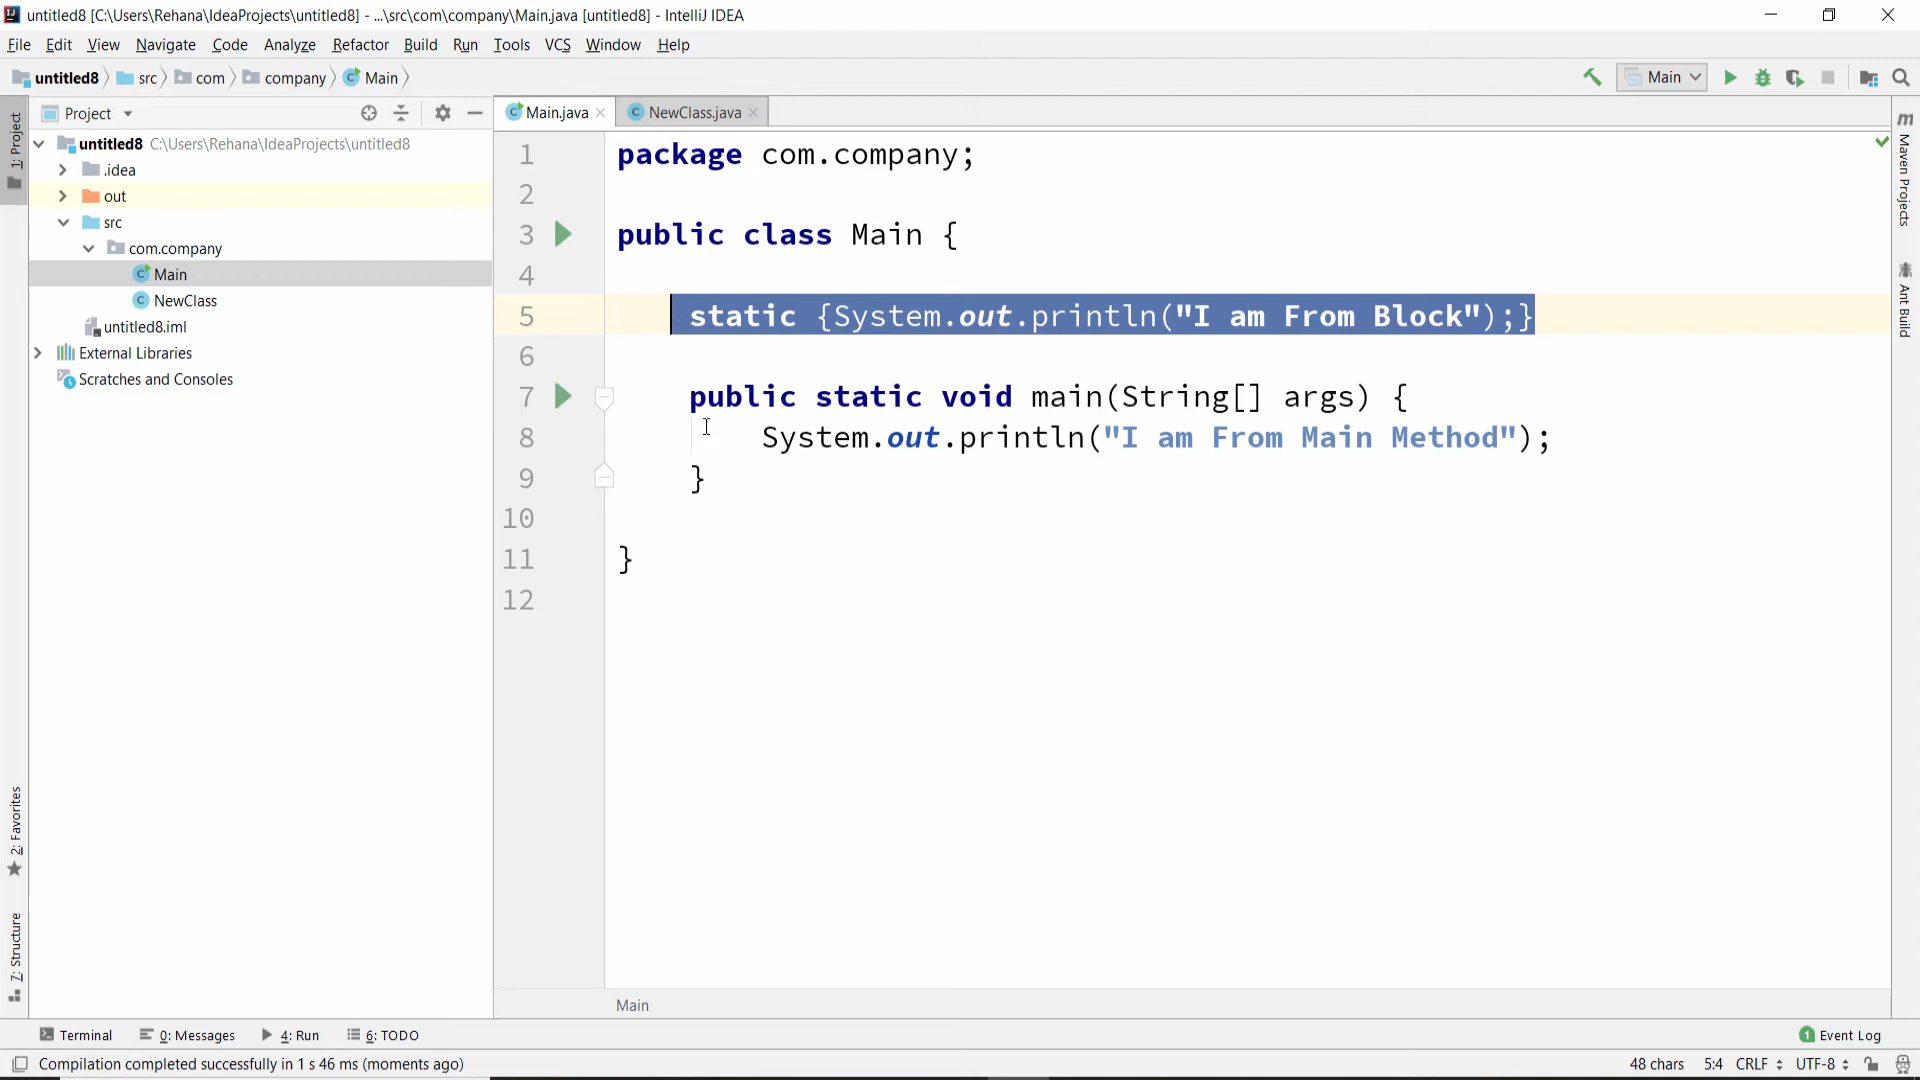 untitled8 [C:\Users\Rehana\IdeaProjects\untitled8] - ...\src\com\company\Main.java [untitled8] - IntelliJ IDEA
File Edit View Navigate Code Analyze Refactor Build Run Tools VCS Window Help
untitled8 src com company Main
Main
Project
Main.java NewClass.java
1: Project
untitled8 C:\Users\Rehana\IdeaProjects\untitled8
.idea
out
src
com.company
Main
NewClass
untitled8.iml
External Libraries
Scratches and Consoles
1 package com.company;
2
3 public class Main {
4
5 static {System.out.println("I am From Block");}
6
7 public static void main(String[] args) {
8 System.out.println("I am From Main Method");
9 }
10
11 }
12
m Maven Projects
Ant Build
2: Favorites
7: Structure
Main
Terminal 0: Messages 4: Run 6: TODO
1 Event Log
Compilation completed successfully in 1 s 46 ms (moments ago)
48 chars 5:4 CRLF UTF-8